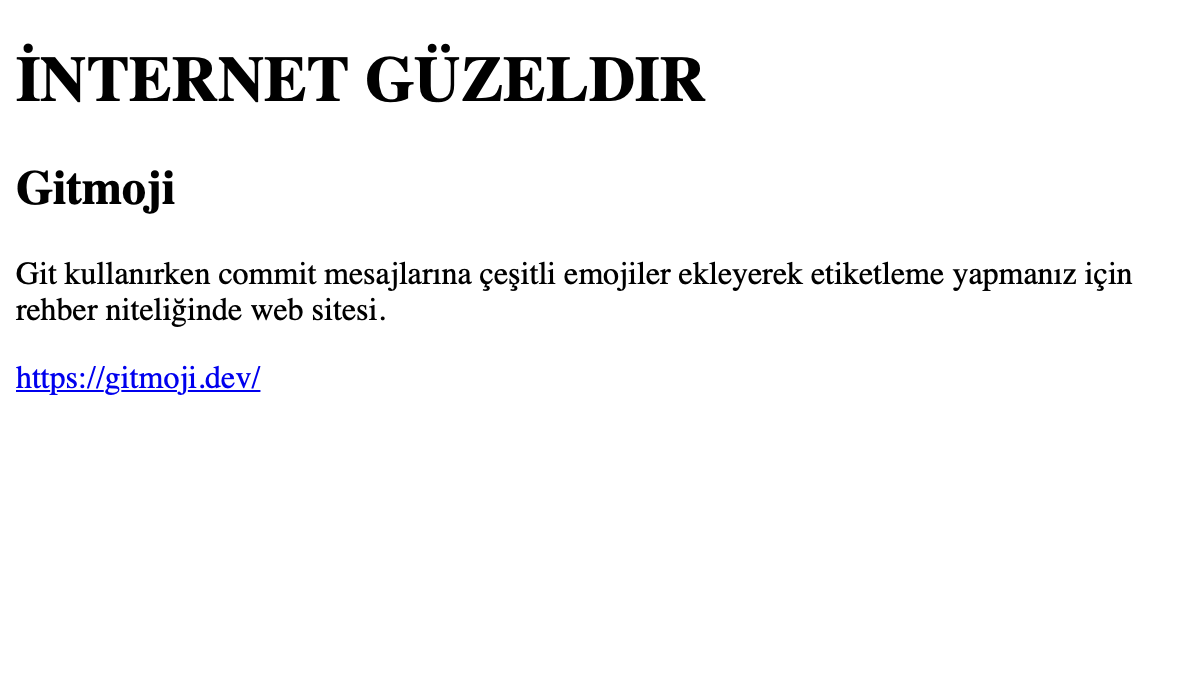 İNTERNET GÜZELDIR
Gitmoji
Git kullanırken commit mesajlarına çeşitli emojiler ekleyerek etiketleme yapmanız için
rehber niteliğinde web sitesi.
https://gitmoji.dev/